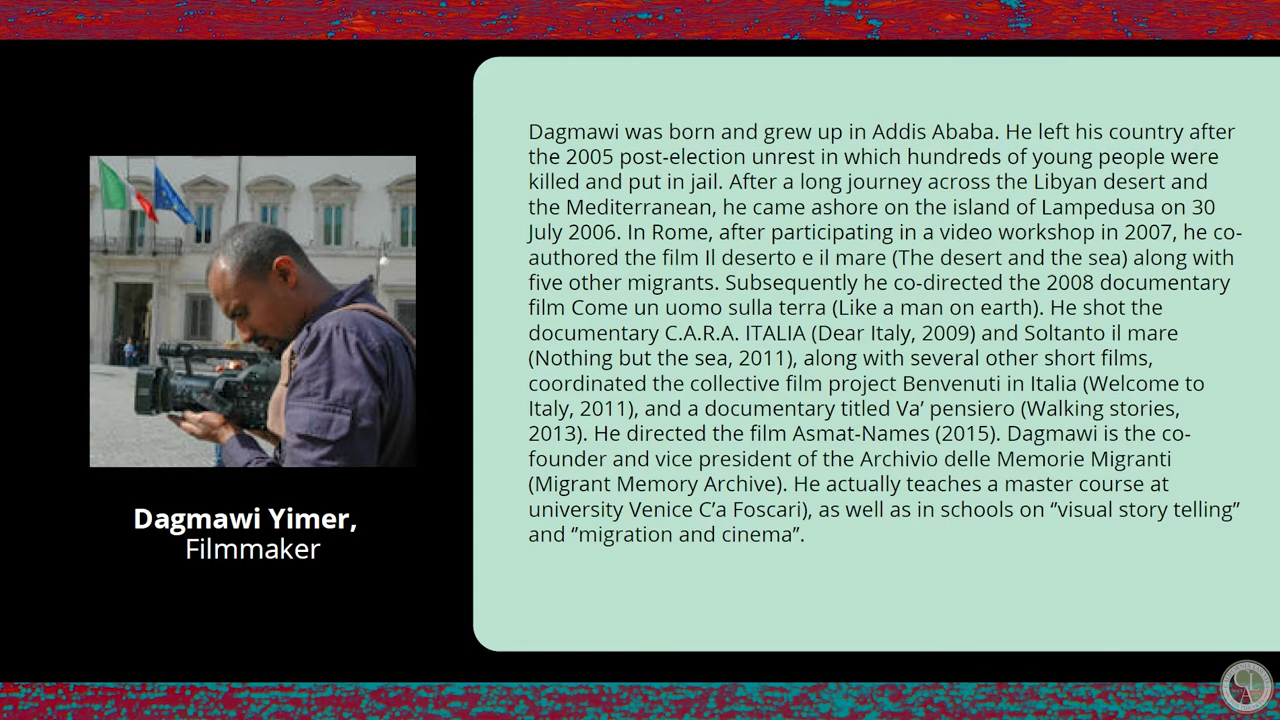 Dagmawi was born and grew up in Addis Ababa. He left his country after
the 2005 post-election unrest in which hundreds of young people were
killed and put in jail. After a long journey across the Libyan desert and
the Mediterranean, he came ashore on the island of Lampedusa on 30
July 2006. In Rome, after participating in a video workshop in 2007, he co-
authored the film Il deserto e il mare (The desert and the sea) along with
five other migrants. Subsequently he co-directed the 2008 documentary
film Come un uomo sulla terra (Like a man on earth). He shot the
documentary C.A.R.A. ITALIA (Dear Italy, 2009) and Soltanto il mare
(Nothing but the sea, 2011), along with several other short films,
coordinated the collective film project Benvenuti in Italia (Welcome to
Italy, 2011), and a documentary titled Va’ pensiero (Walking stories,
2013). He directed the film Asmat-Names (2015). Dagmawi is the co-
founder and vice president of the Archivio delle Memorie Migranti
(Migrant Memory Archive). He actually teaches a master course at
university Venice C’a Foscari), as well as in schools on “visual story telling”
and “migration and cinema”.
Dagmawi Yimer,
Filmmaker